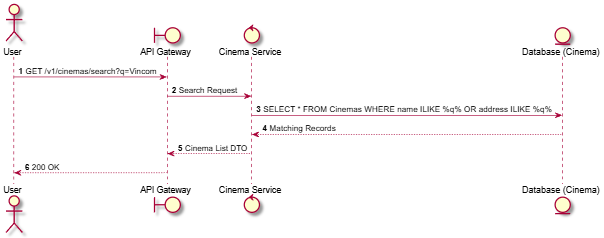 User API Gateway Cinema Service Database (Cinema)
1 GET /v1/cinemas/search?q=Vincom
2 Search Request
3 SELECT * FROM Cinemas WHERE name ILIKE %q% OR address ILIKE %q%
4 Matching Records
5 Cinema List DTO
6 200 OK
User API Gateway Cinema Service Database (Cinema)